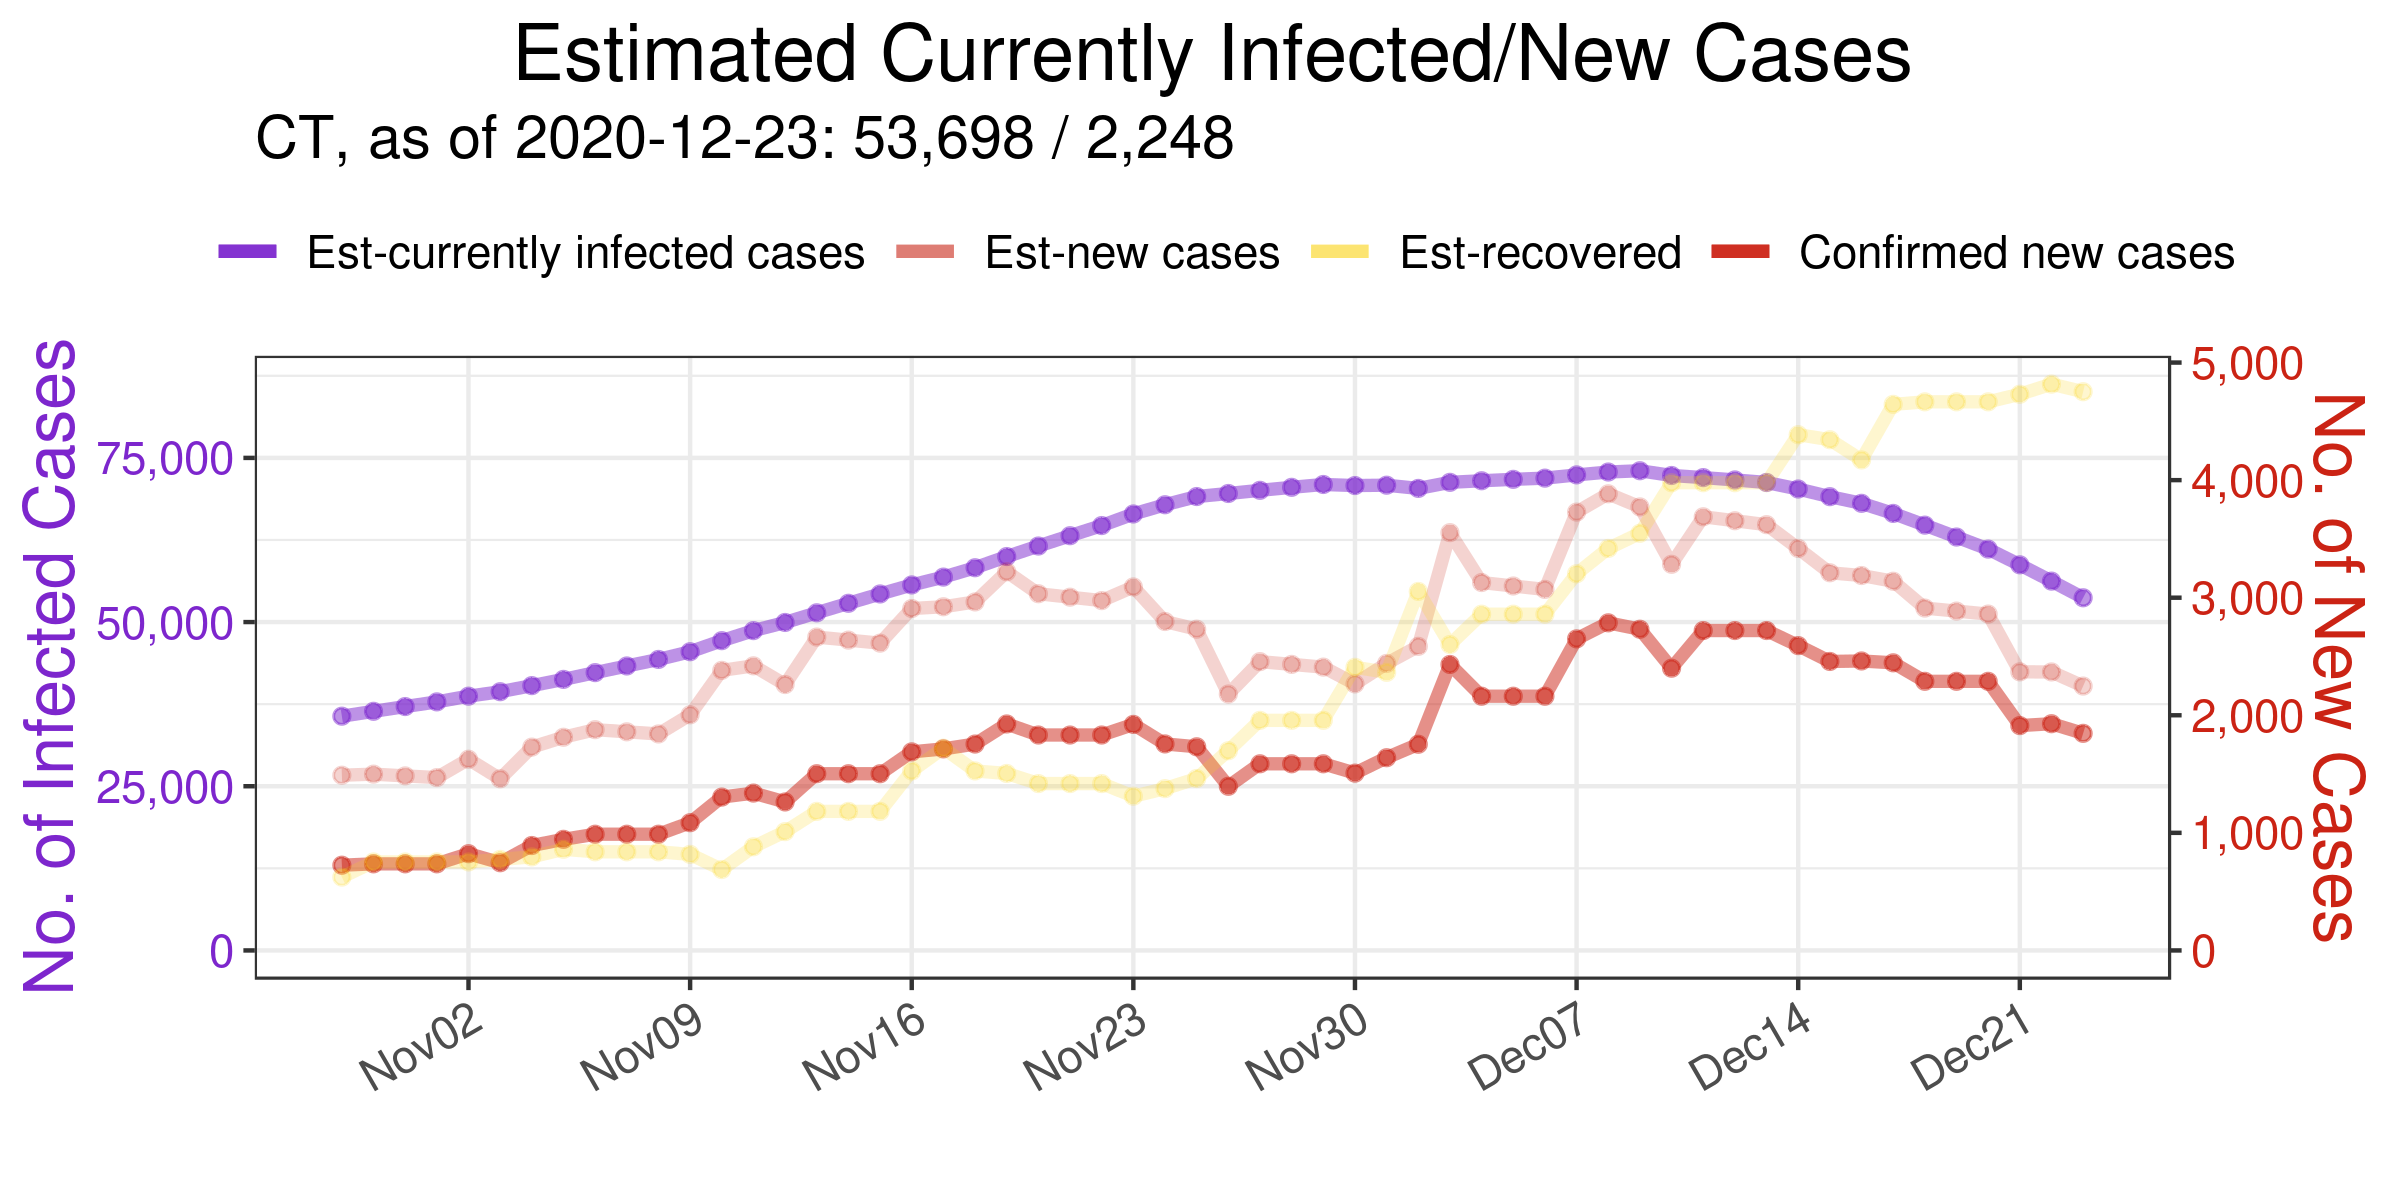 Estimated Currently Infected/New Cases
CT, as of 2020-12-23: 53,698 / 2,248
Est-currently infected cases Est-new cases Est-recovered Confirmed new cases
No. of Infected Cases
75,000
50,000
25,000
0
5,000
4,000
3,000
2,000
1,000
0
No. of New Cases
Nov02 Nov09 Nov16 Nov23 Nov30 Dec07 Dec14 Dec21